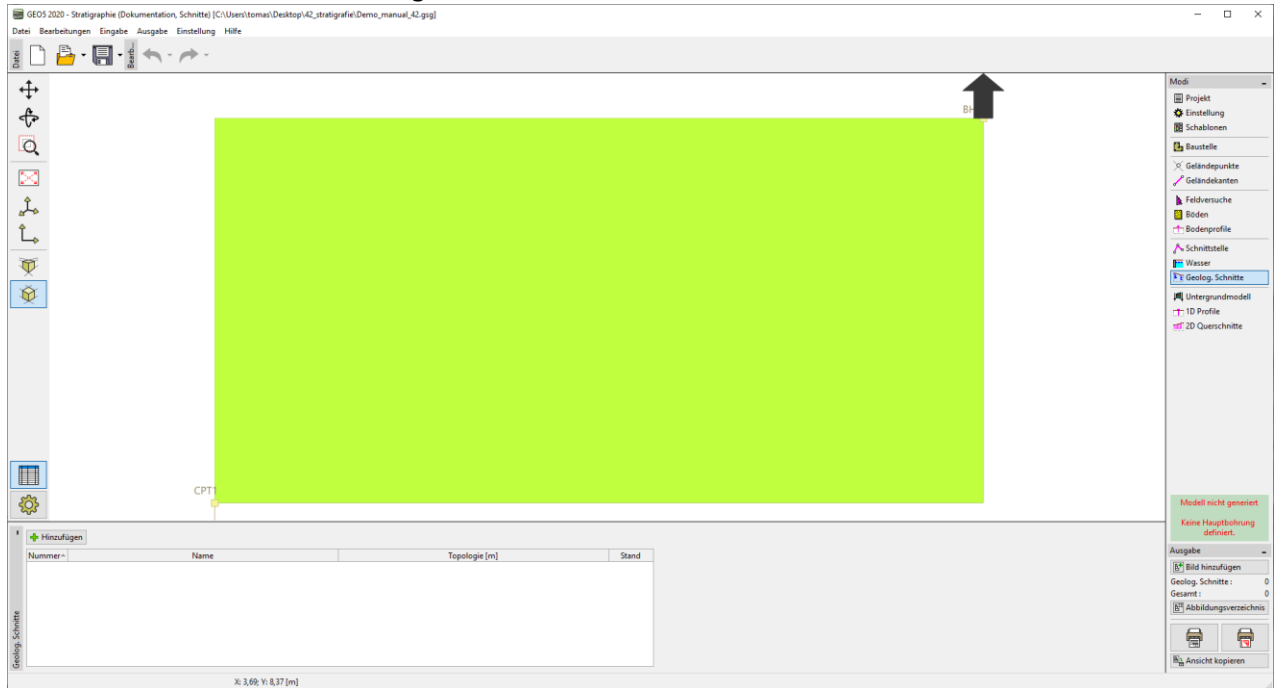 g
GEO5 2020 - Stratigraphie (Dokumentation, Schnitte) [C:\Users\tomas\Desktop\42_stratigrafie\Demo_manual_42.gsg]
Datei Bearbeitungen Eingabe Ausgabe Einstellung Hilfe
Datei
Bearb...
BH
CPT1
Modi
Projekt
Einstellung
Schablonen
Baustelle
Geländepunkte
Geländekanten
Feldversuche
Böden
Bodenprofile
Schnittstelle
Wasser
Geolog. Schnitte
Untergrundmodell
1D Profile
2D Querschnitte
Modell nicht generiert
Keine Hauptbohrung
definiert.
Hinzufügen
Nummer Name Topologie [m] Stand
Geolog. Schnitte
Ausgabe
Bild hinzufügen
Geolog. Schnitte : 0
Gesamt : 0
Abbildungsverzeichnis
Ansicht kopieren
X: 3,69; Y: 8,37 [m]